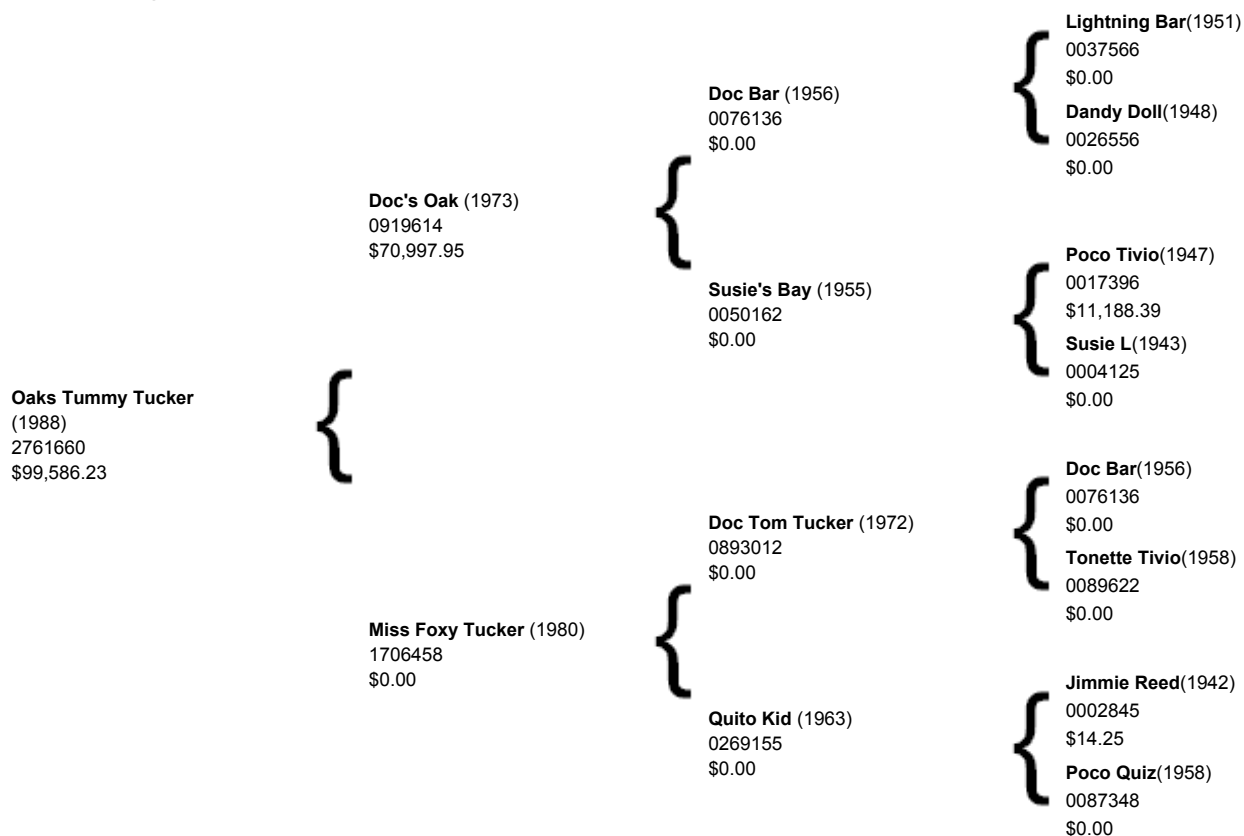 Oaks Tummy Tucker
(1988)
2761660
$99,586.23
Doc's Oak (1973)
0919614
$70,997.95
Miss Foxy Tucker (1980)
1706458
$0.00
Doc Bar (1956)
0076136
$0.00
Susie's Bay (1955)
0050162
$0.00
Doc Tom Tucker (1972)
0893012
$0.00
Quito Kid (1963)
0269155
$0.00
Lightning Bar(1951)
0037566
$0.00
Dandy Doll(1948)
0026556
$0.00
Poco Tivio(1947)
0017396
$11,188.39
Susie L(1943)
0004125
$0.00
Doc Bar(1956)
0076136
$0.00
Tonette Tivio(1958)
0089622
$0.00
Jimmie Reed(1942)
0002845
$14.25
Poco Quiz(1958)
0087348
$0.00